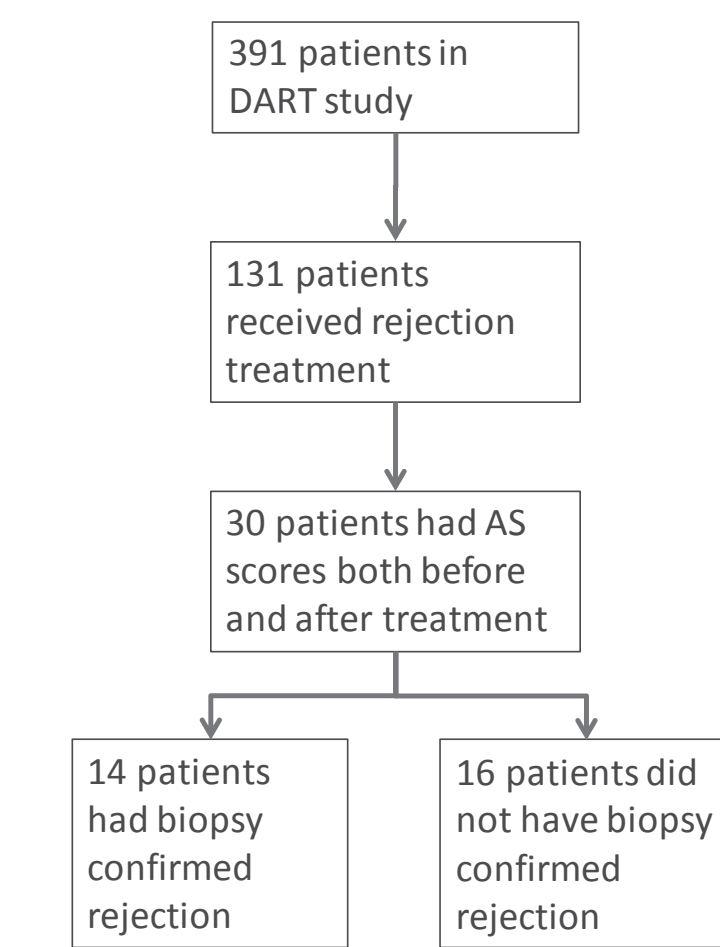 391 patients in
DART study
131 patients
received rejection
treatment
30 patients had AS
scores both before
and after treatment
14 patients
had biopsy
confirmed
rejection
16 patients did
not have biopsy
confirmed
rejection